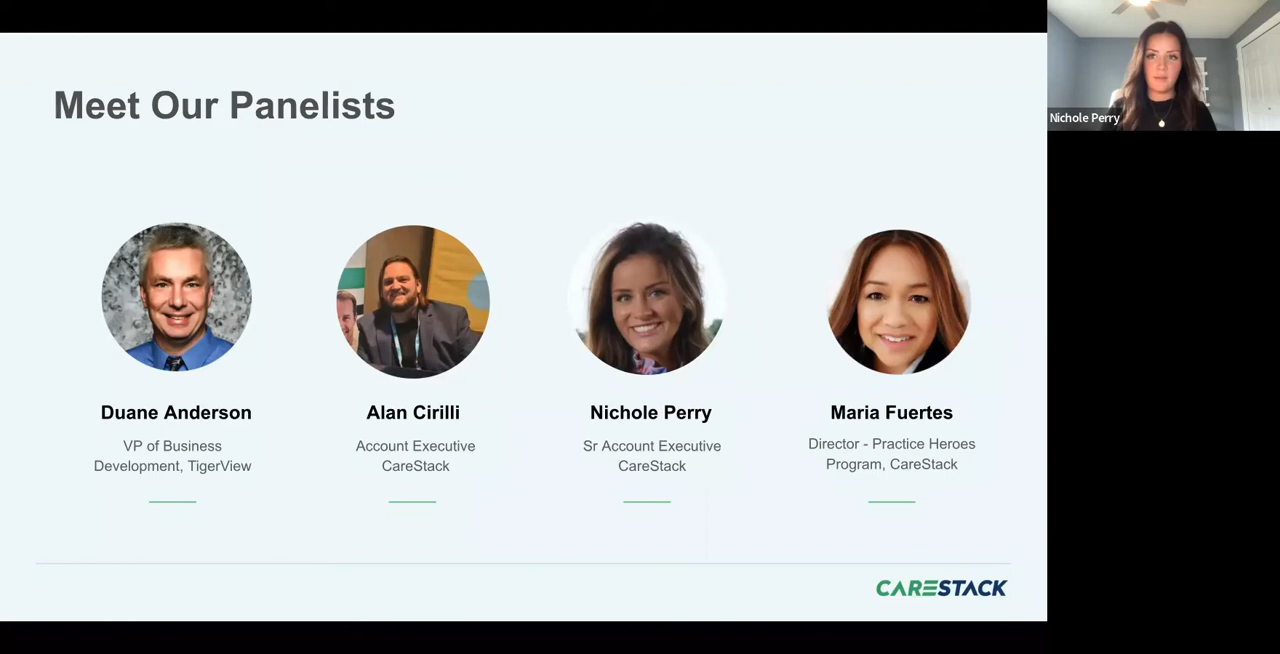 Meet Our Panelists
Nichole Perry
Duane Anderson
VP of Business
Development, TigerView
Alan Cirilli
Account Executive
CareStack
Nichole Perry
Sr Account Executive
CareStack
Maria Fuertes
Director - Practice Heroes
Program, CareStack
CARESTACK